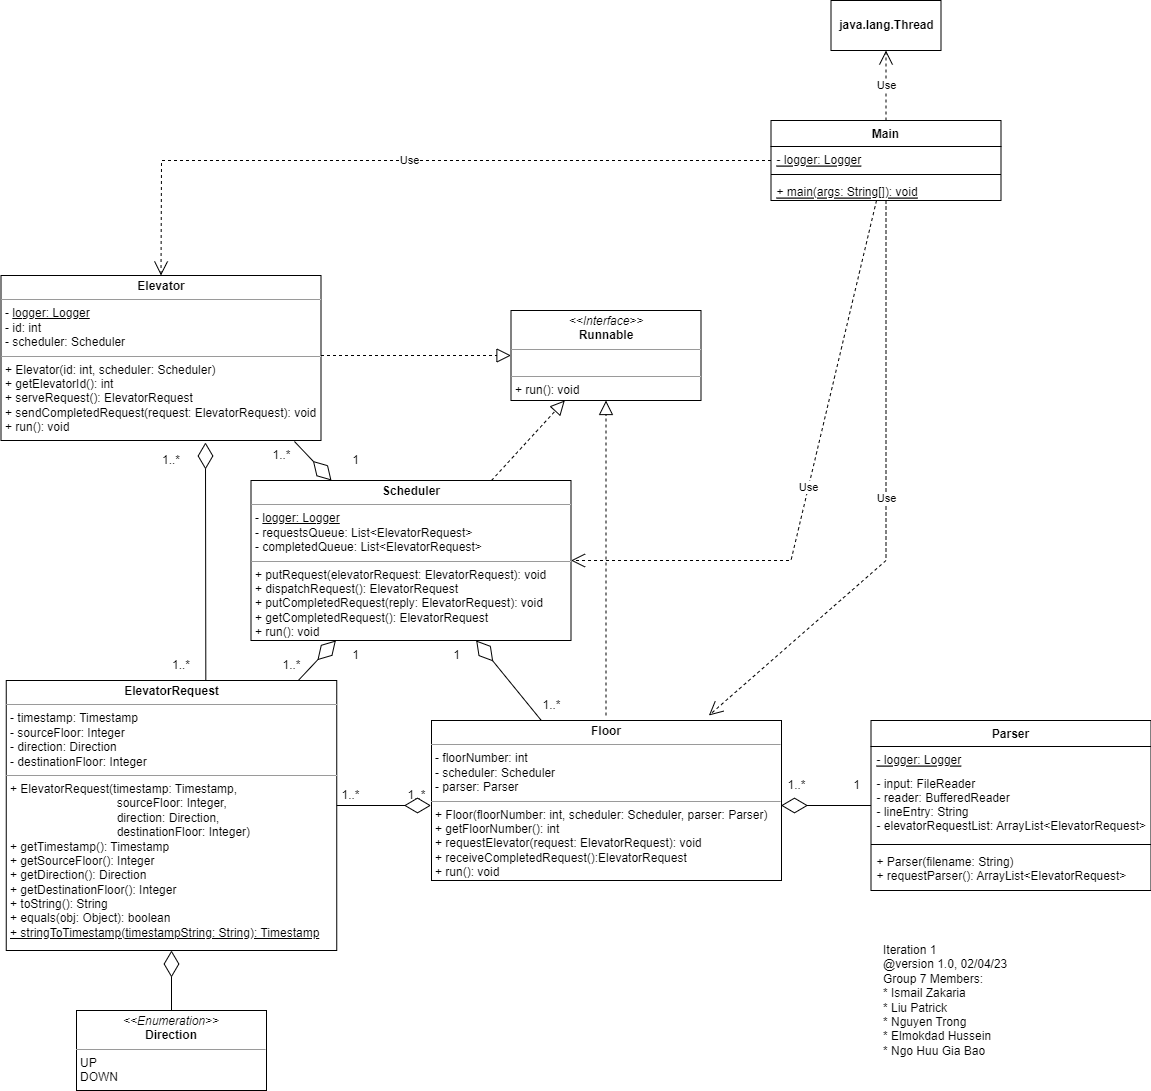 java.lang.Thread
Use
Main
- logger: Logger
+ main(args: String[]): void
Use
Elevator
- logger: Logger
- id: int
- scheduler: Scheduler
+ Elevator(id: int, scheduler: Scheduler)
+ getElevatorId(): int
+ serveRequest(): ElevatorRequest
+ sendCompletedRequest(request: ElevatorRequest): void
+ run(): void
<<Interface>>
Runnable
+ run(): void
1..*
1..*
1
Scheduler
- logger: Logger
- requestsQueue: List<ElevatorRequest>
- completedQueue: List<ElevatorRequest>
+ putRequest(elevatorRequest: ElevatorRequest): void
+ dispatchRequest(): ElevatorRequest
+ putCompletedRequest(reply: ElevatorRequest): void
+ getCompletedRequest(): ElevatorRequest
+ run(): void
Use
Use
1..*
1..*
1
1
1..*
ElevatorRequest
- timestamp: Timestamp
- sourceFloor: Integer
- direction: Direction
- destinationFloor: Integer
+ ElevatorRequest(timestamp: Timestamp,
sourceFloor: Integer,
direction: Direction,
destinationFloor: Integer)
+ getTimestamp(): Timestamp
+ getSourceFloor(): Integer
+ getDirection(): Direction
+ getDestinationFloor(): Integer
+ toString(): String
+ equals(obj: Object): boolean
+ stringToTimestamp(timestampString: String): Timestamp
1..*
1..*
Floor
- floorNumber: int
- scheduler: Scheduler
- parser: Parser
+ Floor(floorNumber: int, scheduler: Scheduler, parser: Parser)
+ getFloorNumber(): int
+ requestElevator(request: ElevatorRequest): void
+ receiveCompletedRequest():ElevatorRequest
+ run(): void
1..*
1
Parser
- logger: Logger
- input: FileReader
- reader: BufferedReader
- lineEntry: String
- elevatorRequestList: ArrayList<ElevatorRequest>
+ Parser(filename: String)
+ requestParser(): ArrayList<ElevatorRequest>
<<Enumeration>>
Direction
UP
DOWN
Iteration 1
@version 1.0, 02/04/23
Group 7 Members:
* Ismail Zakaria
* Liu Patrick
* Nguyen Trong
* Elmokdad Hussein
* Ngo Huu Gia Bao